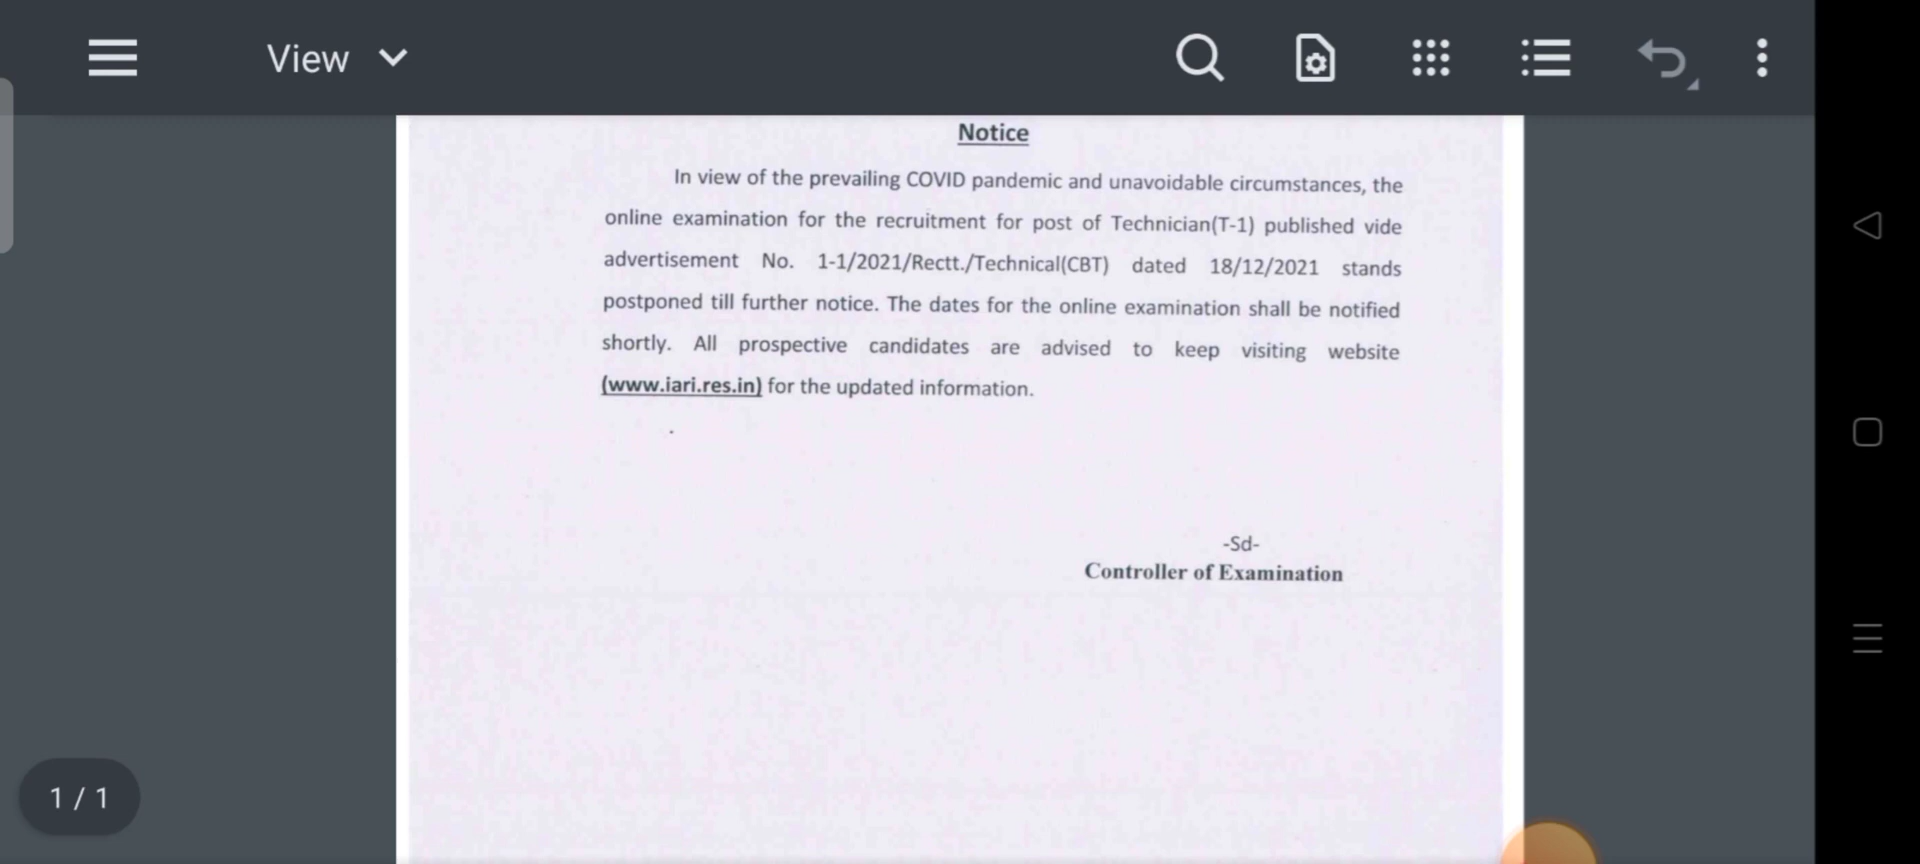 View
Notice
In view of the prevailing COVID pandemic and unavoidable circumstances, the
online examination for the recruitment for post of Technician(T-1) published vide
advertisement No. 1-1/2021/Rectt./Technical(CBT) dated 18/12/2021 stands
postponed till further notice. The dates for the online examination shall be notified
shortly. All prospective candidates are advised to keep visiting website
(www.iari.res.in) for the updated information.
-Sd-
Controller of Examination
1 / 1